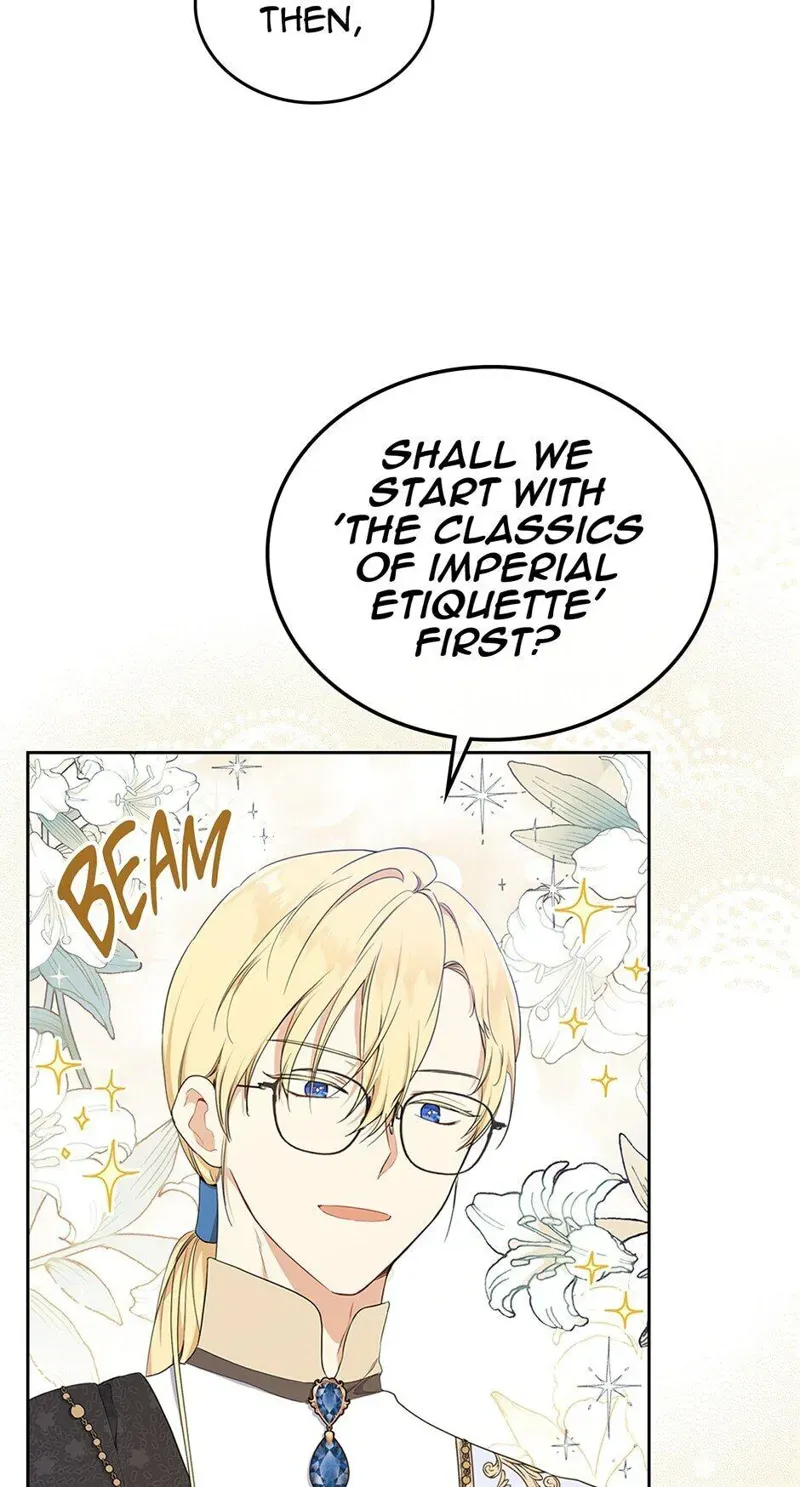 THEN,
SHALL WE
START WITH
'THE CLASSICS
OF IMPERIAL
ETIQUETTE'
FIRST?
BEAM